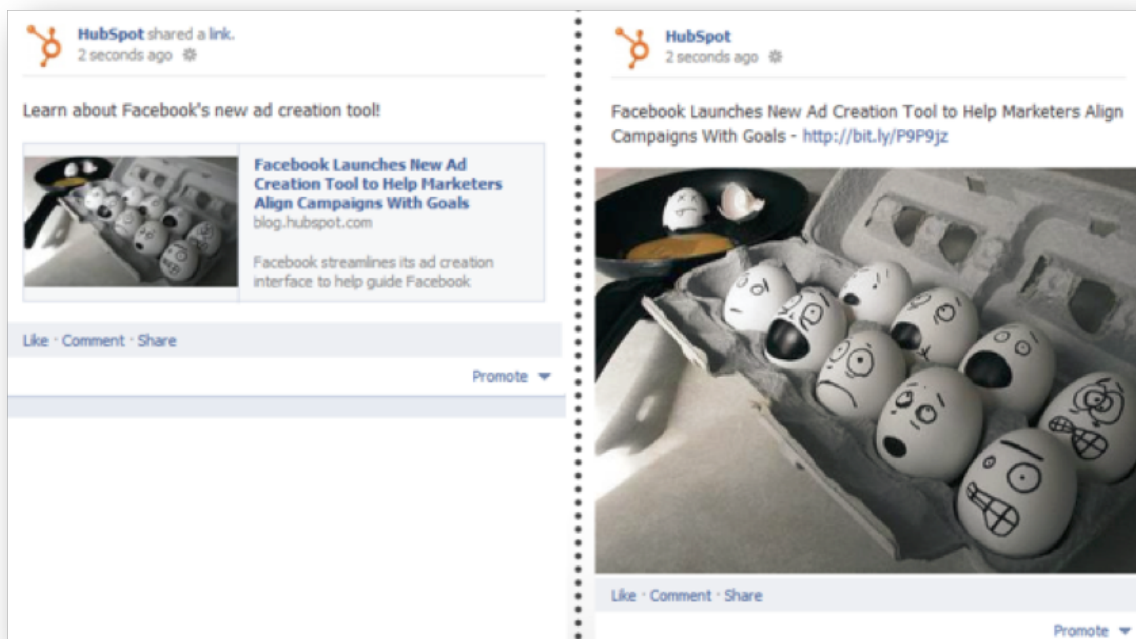 HubSpot shared a link.
2 seconds ago
Learn about Facebook's new ad creation tool!
Facebook Launches New Ad
Creation Tool to Help Marketers
Align Campaigns With Goals
blog.hubspot.com
Facebook streamlines its ad creation
interface to help guide Facebook
Like · Comment · Share
Promote
HubSpot
2 seconds ago
Facebook Launches New Ad Creation Tool to Help Marketers Align
Campaigns With Goals - http://bit.ly/P9P9jz
Like · Comment · Share
Promote